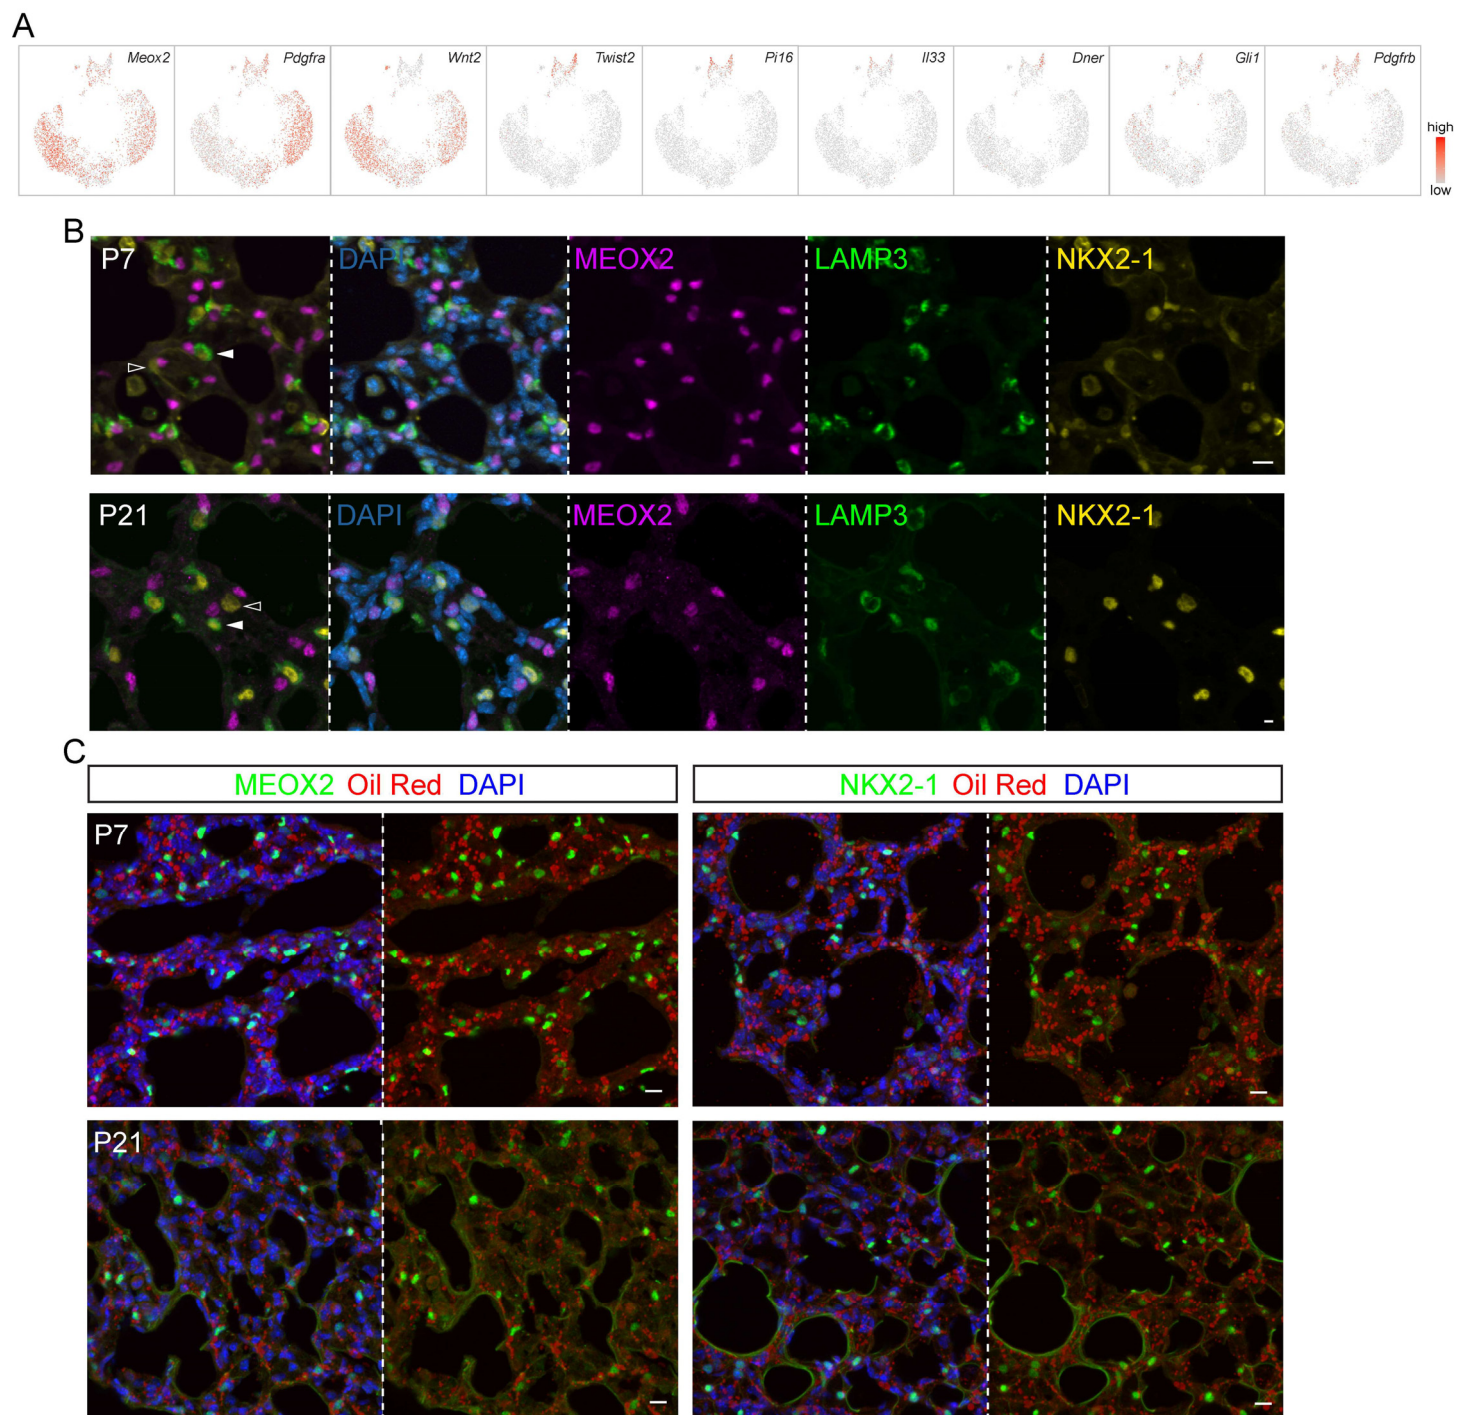 A
Meox2 Pdgfra Wnt2 Twist2 Pi16 Il33 Dner Gli1 Pdgfrb
high
low
B
P7 DAPI MEOX2 LAMP3 NKX2-1
P21 DAPI MEOX2 LAMP3 NKX2-1
C
MEOX2 Oil Red DAPI NKX2-1 Oil Red DAPI
P7
P21